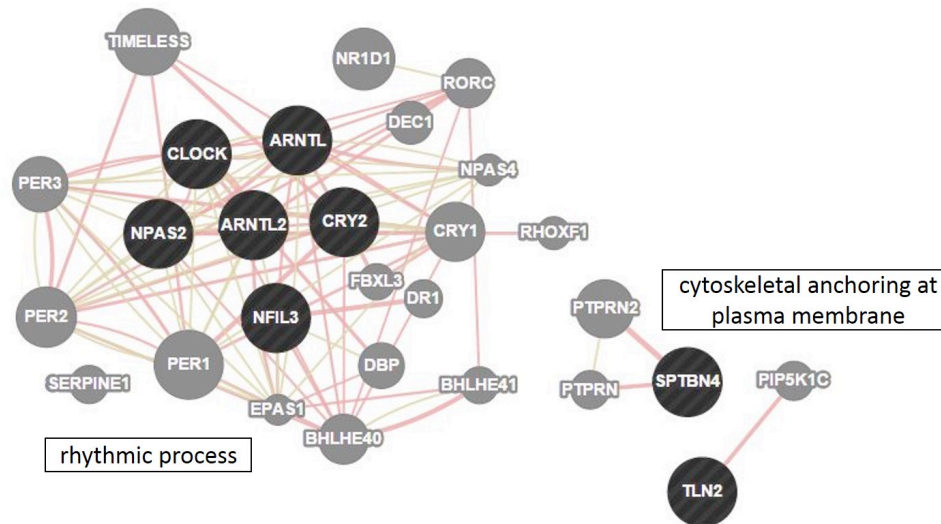 TIMELESS
NR1D1
RORC
DEC1
ARNTL
CLOCK
NPAS4
PER3
ARNTL2
CRY2
NPAS2
CRY1
RHOXF1
FBXL3
DR1
PER2
NFIL3
PER1
DBP
SERPINE1
BHLHE41
EPAS1
BHLHE40
rhythmic process
cytoskeletal anchoring at
plasma membrane
PTPRN2
SPTBN4
PTPRN
PIP5K1C
TLN2